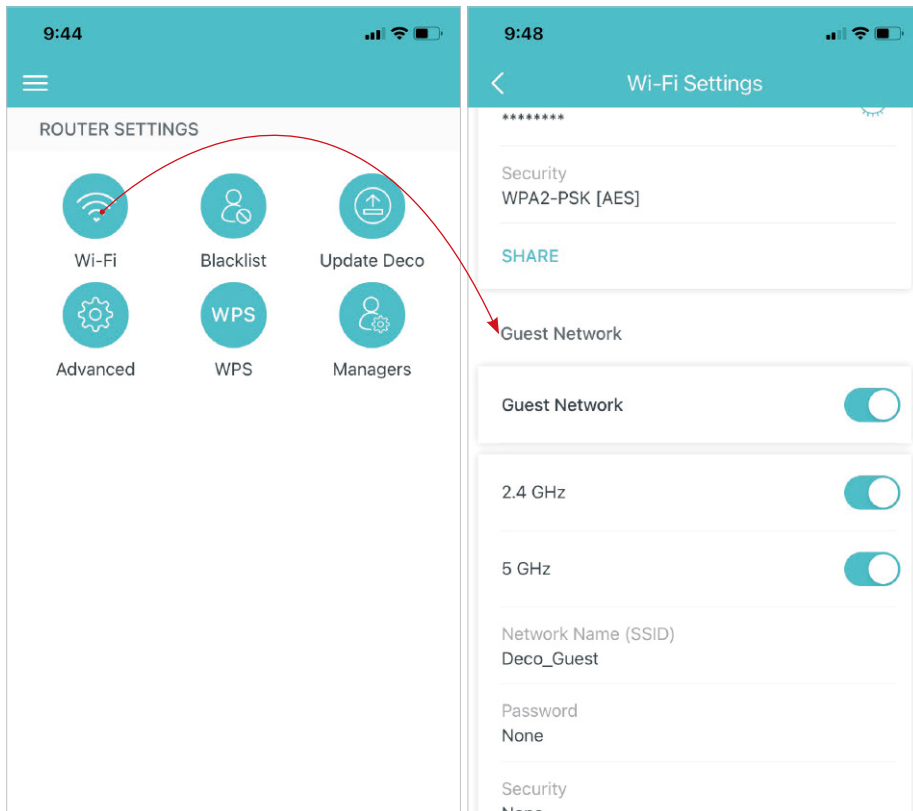 9:44
ROUTER SETTINGS
Wi-Fi
Blacklist
Update Deco
WPS
Advanced
WPS
Managers
9:48
Wi-Fi Settings
********
Security
WPA2-PSK [AES]
SHARE
Guest Network
Guest Network
2.4 GHz
5 GHz
Network Name (SSID)
Deco_Guest
Password
None
Security